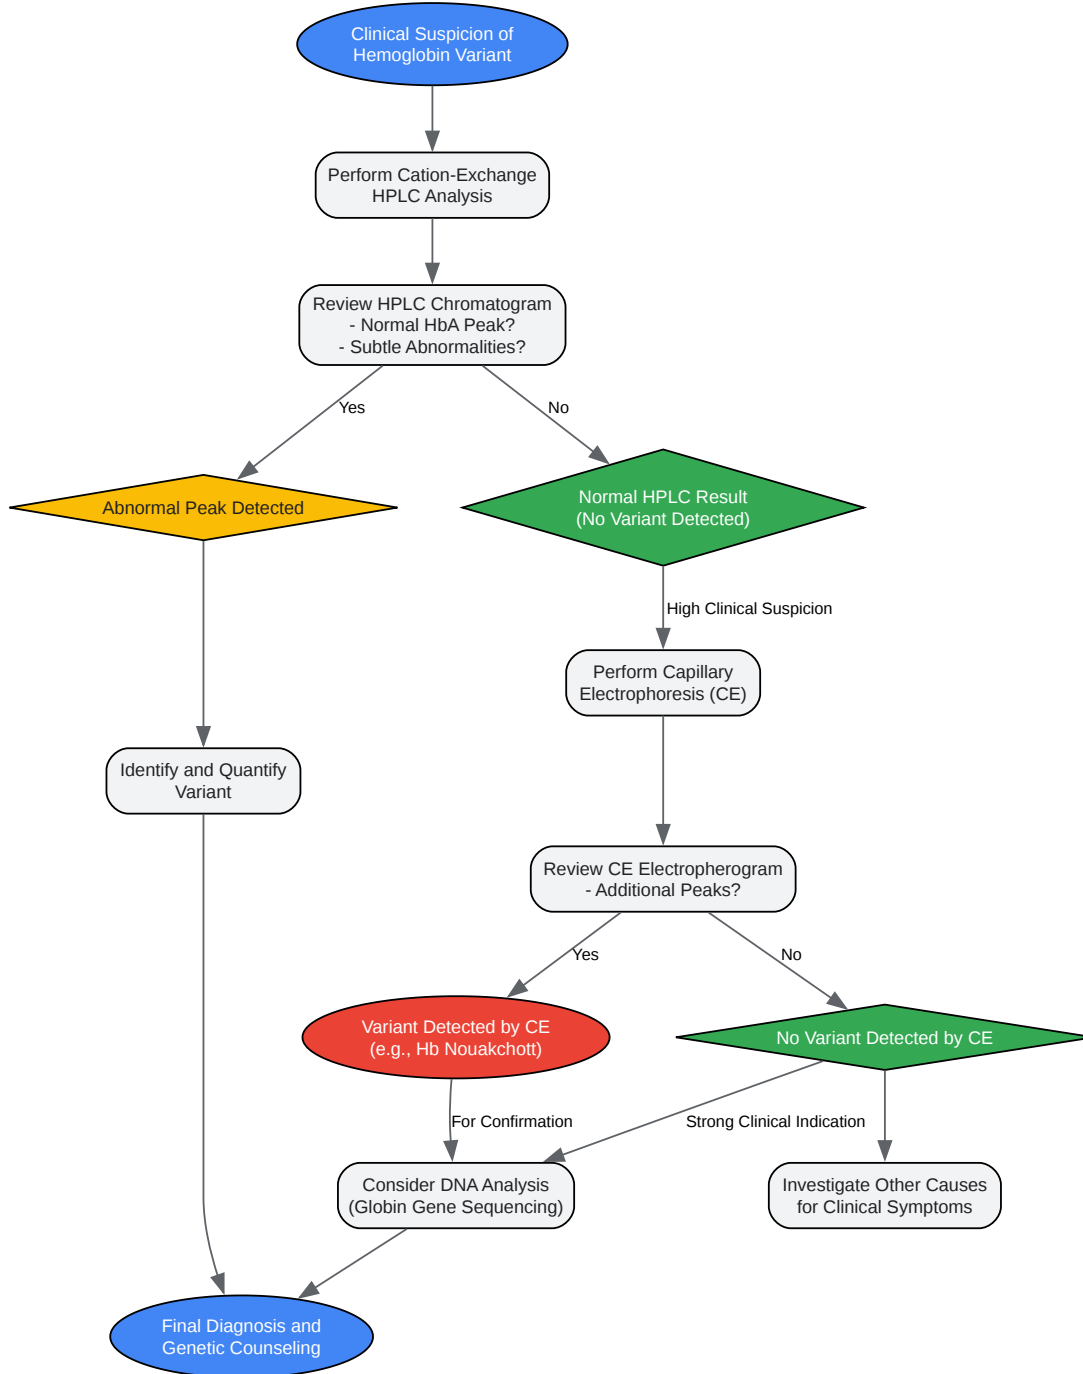 Clinical Suspicion of
Hemoglobin Variant
Perform Cation-Exchange
HPLC Analysis
Review HPLC Chromatogram
- Normal HbA Peak?
- Subtle Abnormalities?
Yes
No
Abnormal Peak Detected
Normal HPLC Result
(No Variant Detected)
High Clinical Suspicion
Perform Capillary
Electrophoresis (CE)
Identify and Quantify
Variant
Review CE Electropherogram
- Additional Peaks?
Yes
No
Variant Detected by CE
(e.g., Hb Nouakchott)
No Variant Detected by CE
For Confirmation
Strong Clinical Indication
Consider DNA Analysis
(Globin Gene Sequencing)
Investigate Other Causes
for Clinical Symptoms
Final Diagnosis and
Genetic Counseling